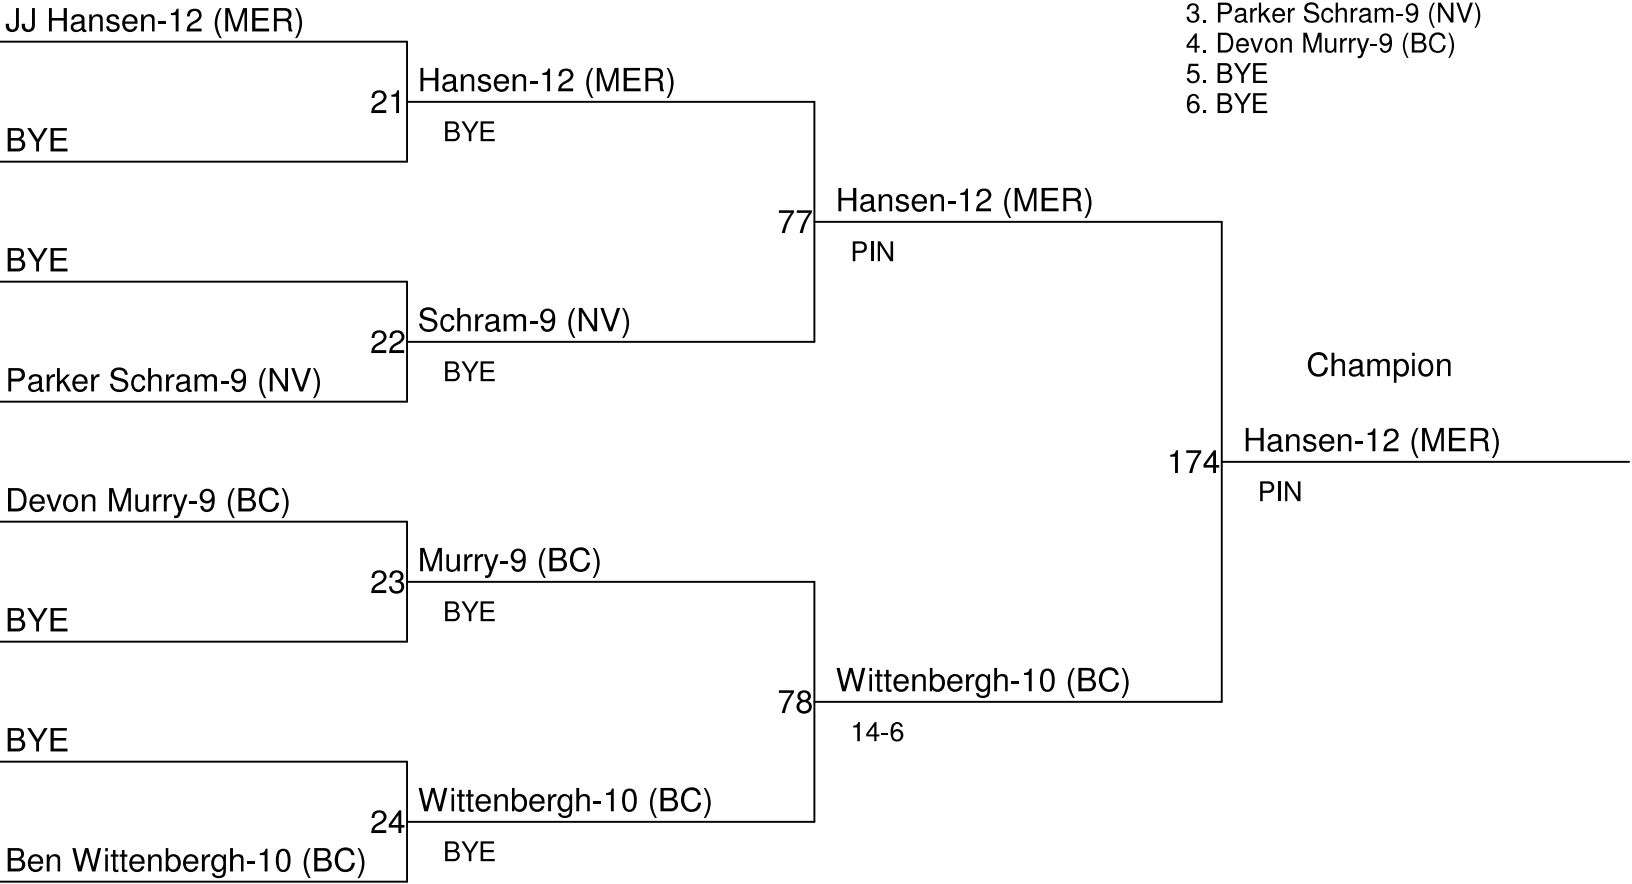 JJ Hansen-12 (MER)
BYE
BYE
Parker Schram-9 (NV)
Devon Murry-9 (BC)
BYE
BYE
Ben Wittenbergh-10 (BC)
21
Hansen-12 (MER)
BYE
22
Schram-9 (NV)
BYE
23
Murry-9 (BC)
BYE
24
Wittenbergh-10 (BC)
BYE
77
Hansen-12 (MER)
PIN
78
Wittenbergh-10 (BC)
14-6
3. Parker Schram-9 (NV)
4. Devon Murry-9 (BC)
5. BYE
6. BYE
Champion
174
Hansen-12 (MER)
PIN